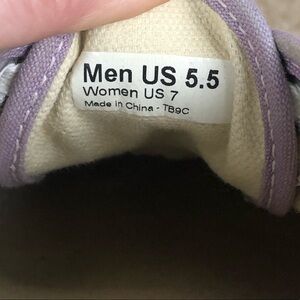 Men US 5.5
Women US 7
Made in China - TB9C